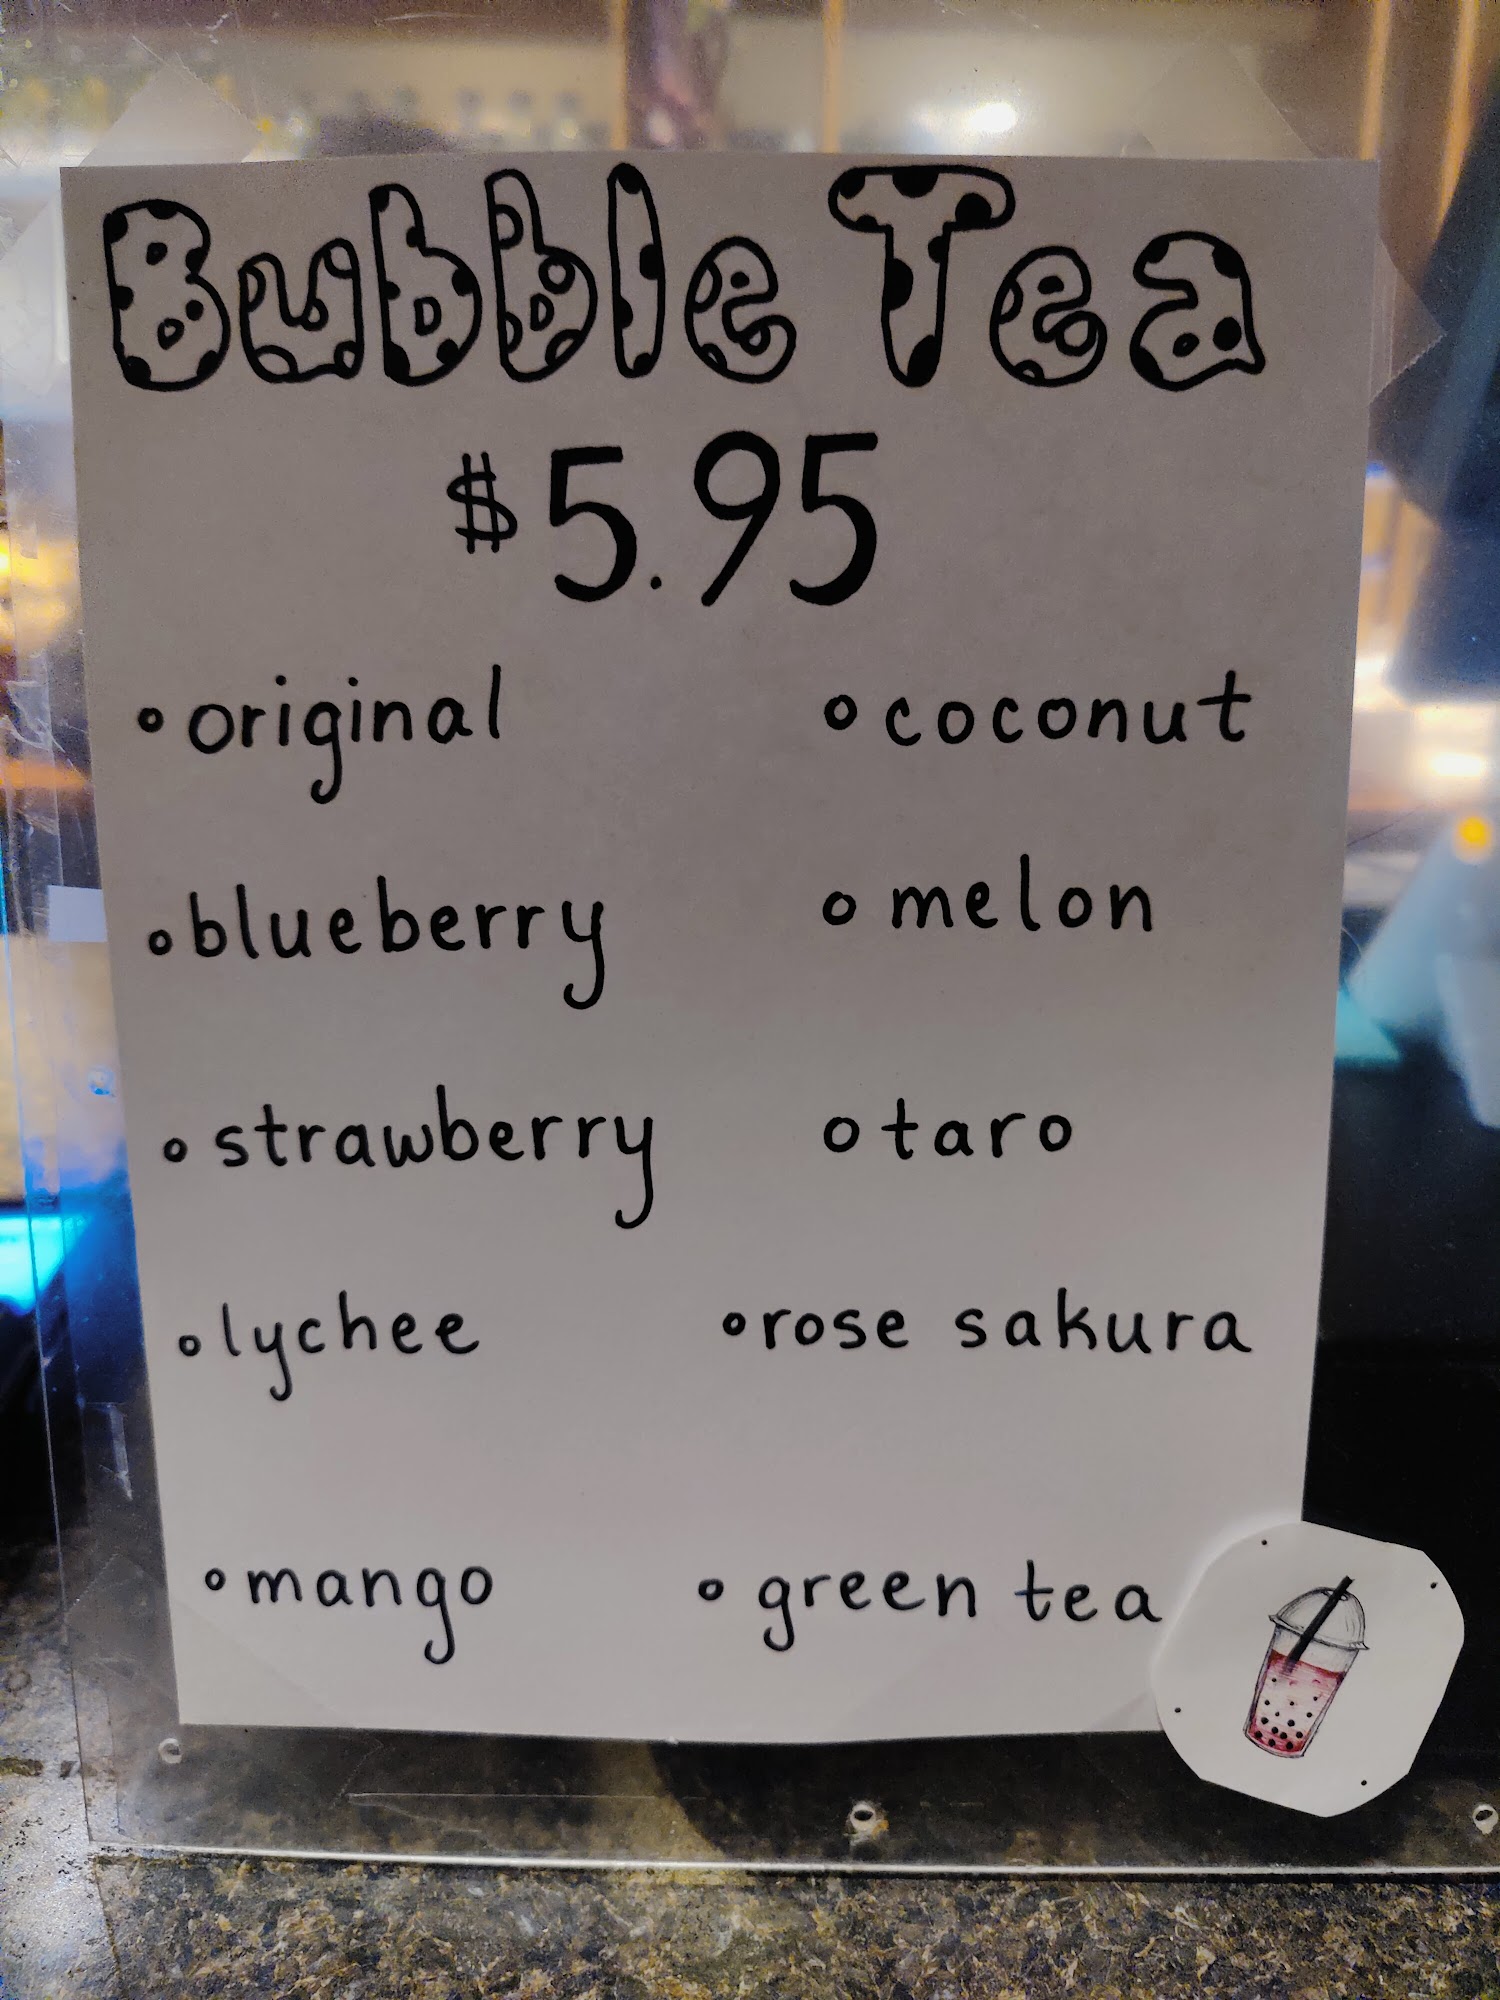 Bubble Tea
$5.95
original
blueberry
strawberry
lychee
mango
coconut
melon
taro
rose sakura
green tea